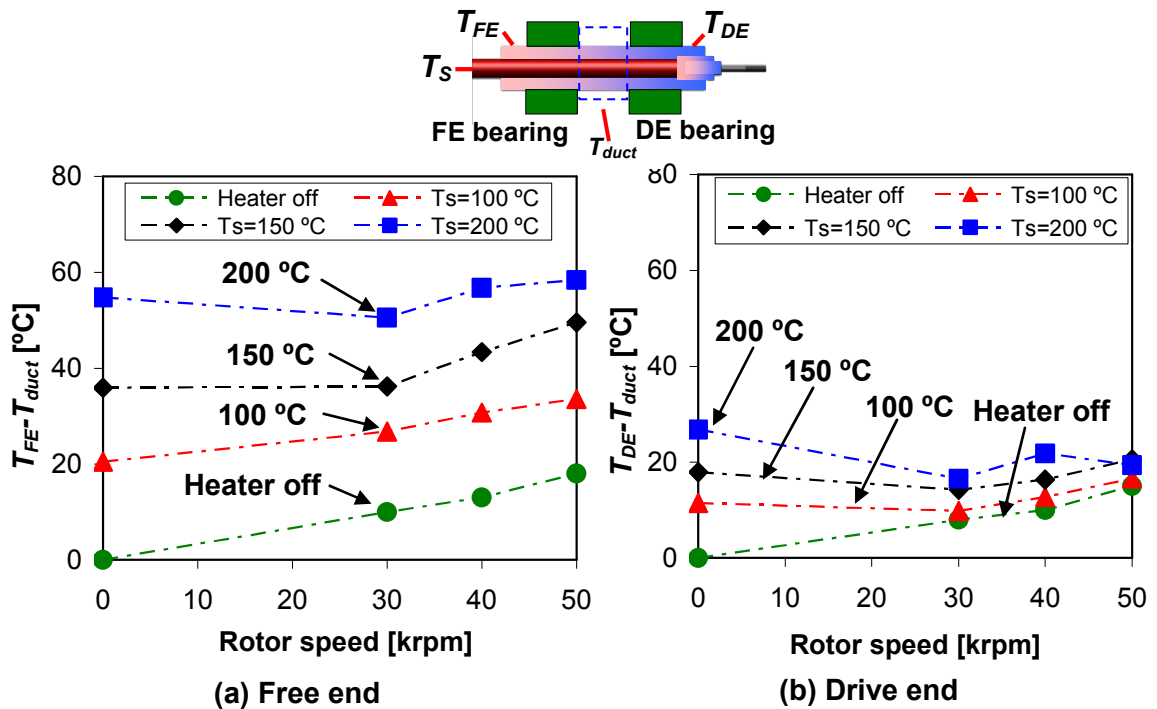 T_FE
T_DE
T_S
FE bearing
DE bearing
T_duct
80
60
40
20
0
T_FE-T_duct [ºC]
Heater off
Ts=100 ºC
Ts=150 ºC
Ts=200 ºC
200 ºC
150 ºC
100 ºC
Heater off
0 10 20 30 40 50
Rotor speed [krpm]
(a) Free end
80
60
40
20
0
T_DE-T_duct [ºC]
Heater off
Ts=100 ºC
Ts=150 ºC
Ts=200 ºC
200 ºC
150 ºC
100 ºC
Heater off
0 10 20 30 40 50
Rotor speed [krpm]
(b) Drive end